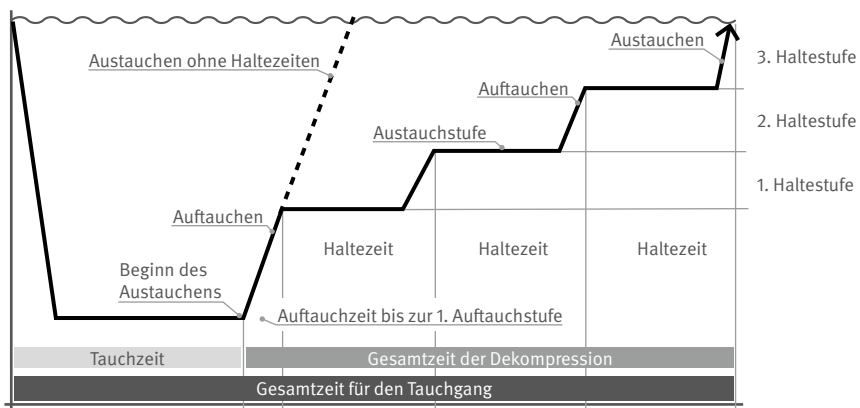 Austauchen
3. Haltestufe
Austauchen ohne Haltezeiten
Auftauchen
2. Haltestufe
Austauchstufe
1. Haltestufe
Auftauchen
Haltezeit
Haltezeit
Haltezeit
Beginn des
Austauchens
Auftauchzeit bis zur 1. Auftauchstufe
Tauchzeit
Gesamtzeit der Dekompression
Gesamtzeit für den Tauchgang